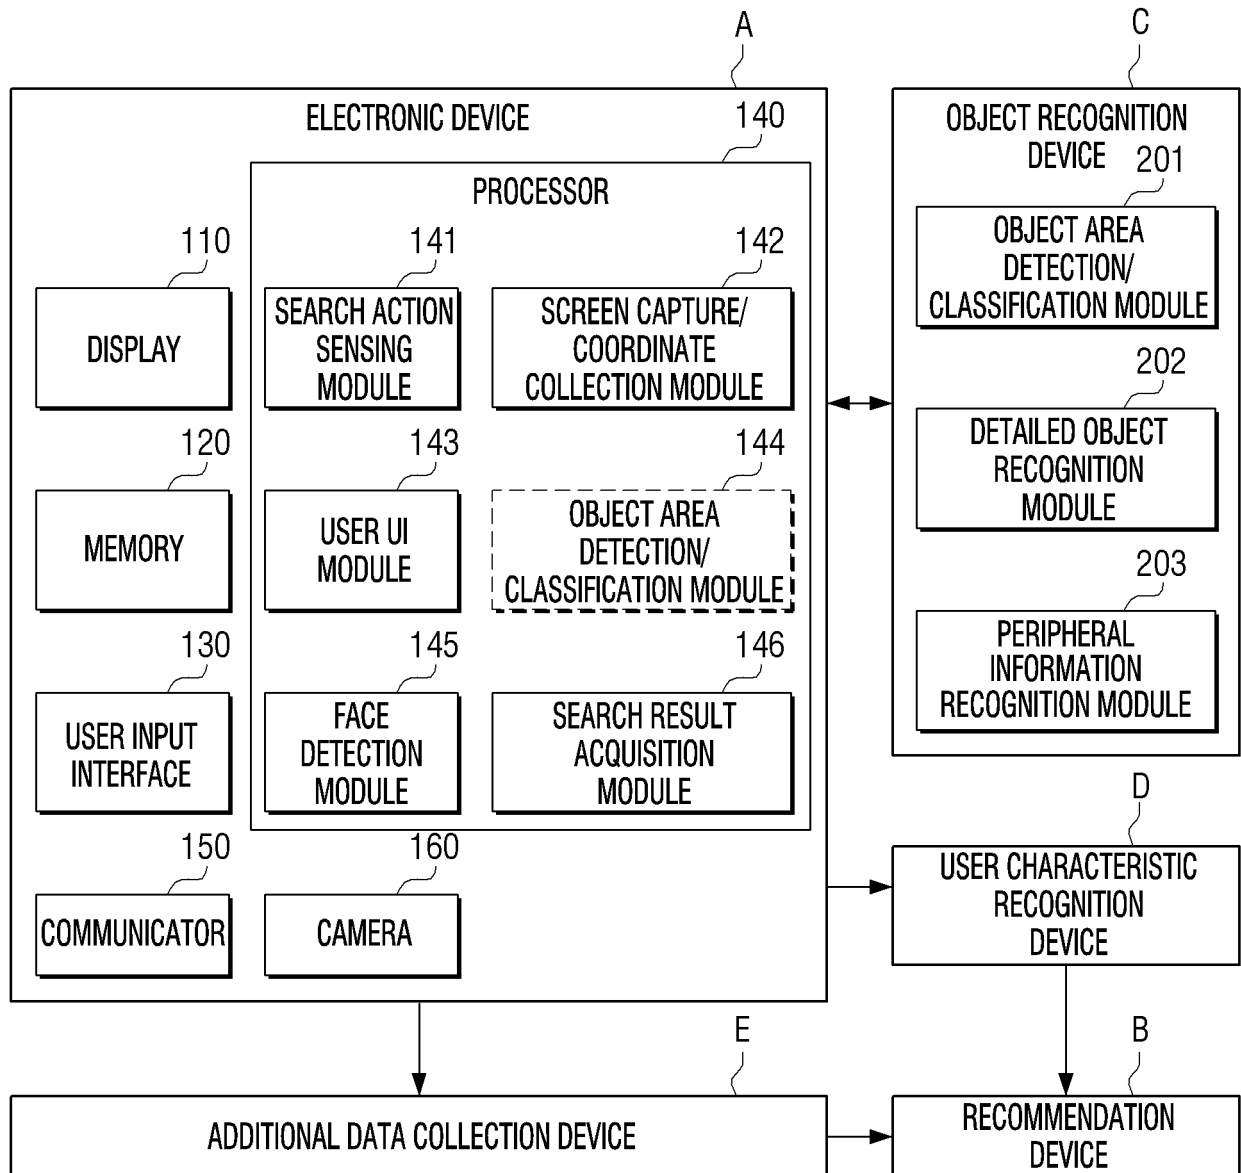 A
C
ELECTRONIC DEVICE
140
PROCESSOR
110
DISPLAY
141
SEARCH ACTION
SENSING
MODULE
142
SCREEN CAPTURE/
COORDINATE
COLLECTION MODULE
120
MEMORY
143
USER UI
MODULE
144
OBJECT AREA
DETECTION/
CLASSIFICATION MODULE
130
USER INPUT
INTERFACE
145
FACE
DETECTION
MODULE
146
SEARCH RESULT
ACQUISITION
MODULE
150
COMMUNICATOR
160
CAMERA
OBJECT RECOGNITION
DEVICE
201
OBJECT AREA
DETECTION/
CLASSIFICATION MODULE
202
DETAILED OBJECT
RECOGNITION
MODULE
203
PERIPHERAL
INFORMATION
RECOGNITION MODULE
D
USER CHARACTERISTIC
RECOGNITION
DEVICE
E
ADDITIONAL DATA COLLECTION DEVICE
B
RECOMMENDATION
DEVICE